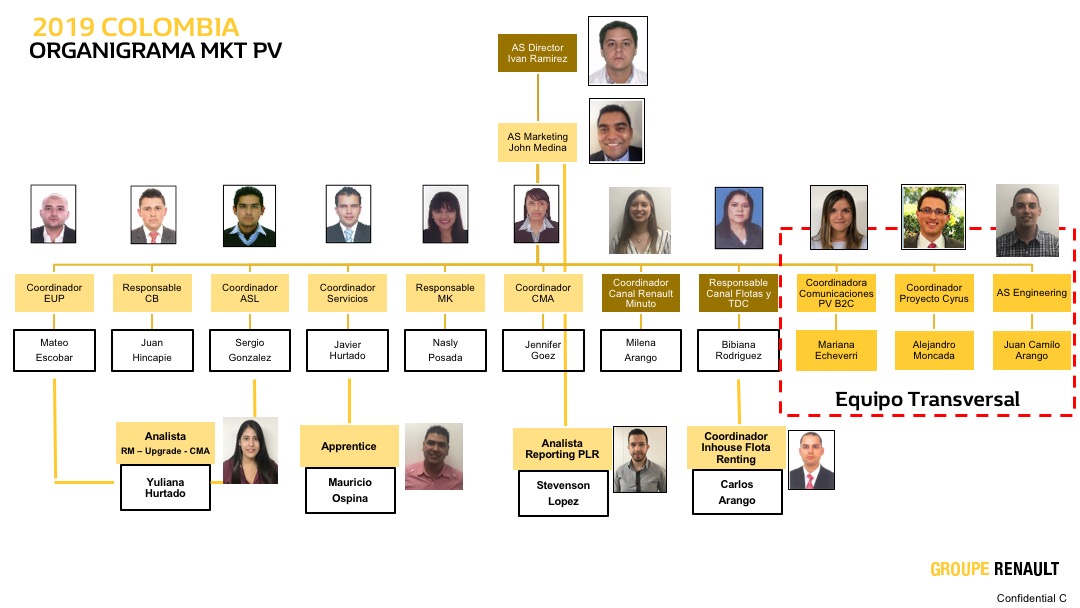 2019 COLOMBIA
ORGANIGRAMA MKT PV
AS Director
Ivan Ramirez
AS Marketing
John Medina
Coordinador
EUP
Responsable
CB
Coordinador
ASL
Coordinador
Servicios
Responsable
MK
Coordinador
CMA
Coordinador
Canal Renault
Minuto
Responsable
Canal Flotas y
TDC
Coordinadora
Comunicaciones
PV B2C
Coordinador
Proyecto Cyrus
AS Engineering
Mateo
Escobar
Juan
Hincapie
Sergio
Gonzalez
Javier
Hurtado
Nasly
Posada
Jennifer
Goez
Milena
Arango
Bibiana
Rodriguez
Mariana
Echeverri
Alejandro
Moncada
Juan Camilo
Arango
Equipo Transversal
Analista
RM – Upgrade - CMA
Yuliana
Hurtado
Apprentice
Mauricio
Ospina
Analista
Reporting PLR
Stevenson
Lopez
Coordinador
Inhouse Flota
Renting
Carlos
Arango
GROUPE RENAULT
Confidential C